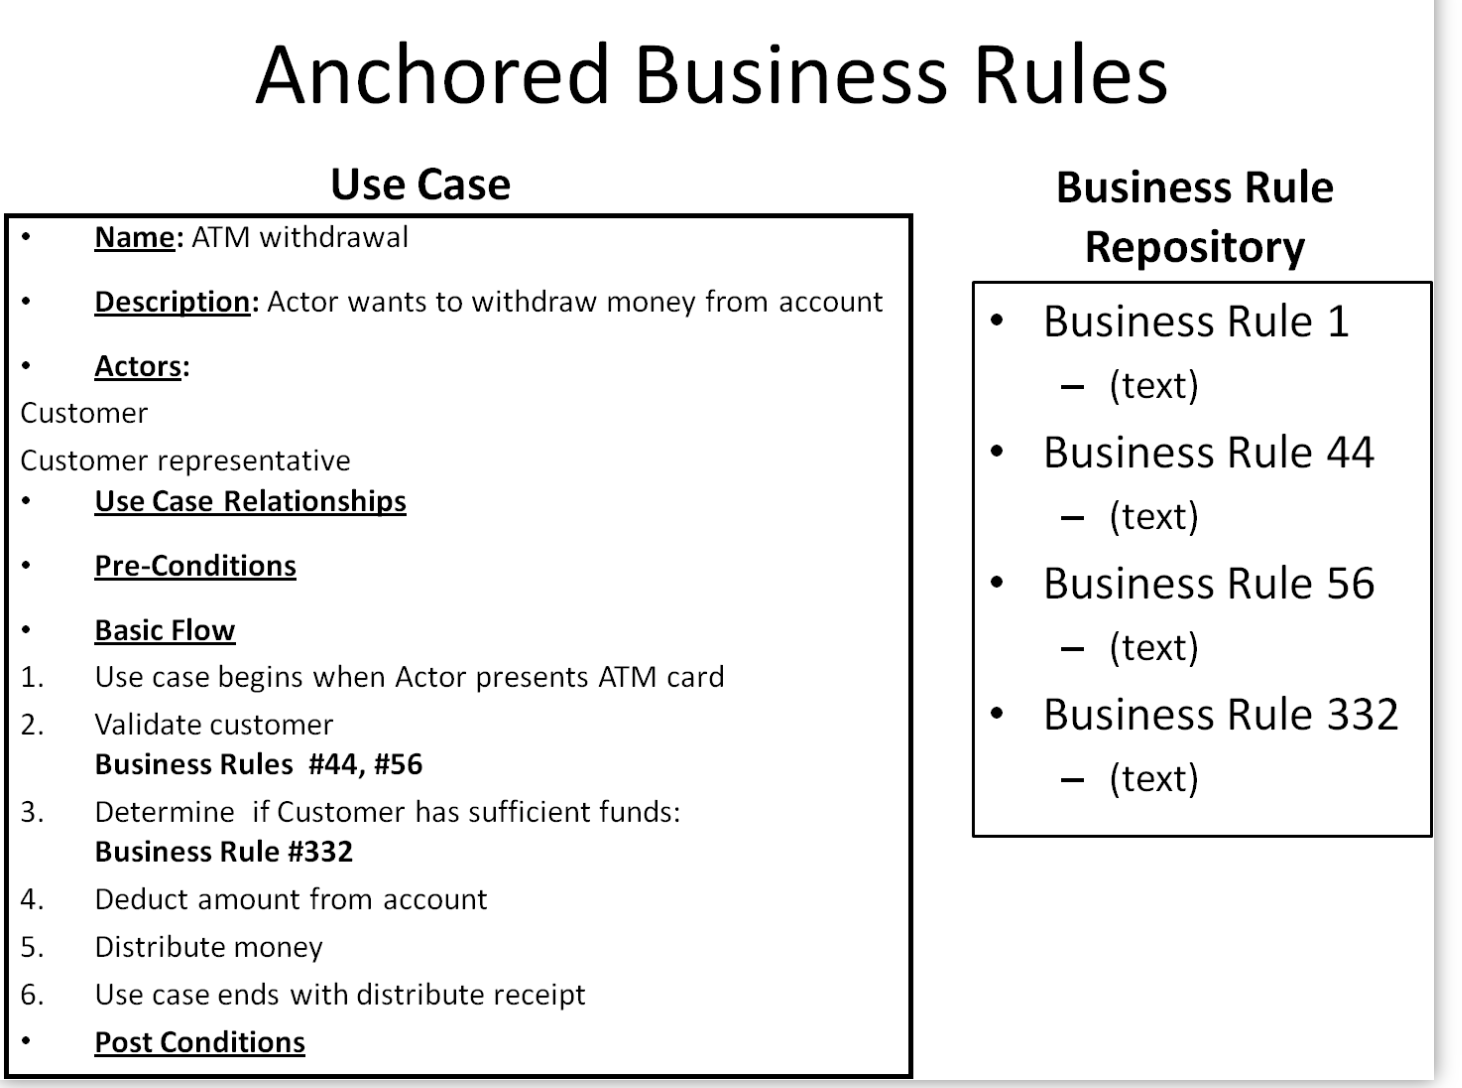 Anchored Business Rules
Use Case
• Name: ATM withdrawal
• Description: Actor wants to withdraw money from account
• Actors:
Customer
Customer representative
• Use Case Relationships
• Pre-Conditions
• Basic Flow
1. Use case begins when Actor presents ATM card
2. Validate customer
Business Rules #44, #56
3. Determine if Customer has sufficient funds:
Business Rule #332
4. Deduct amount from account
5. Distribute money
6. Use case ends with distribute receipt
• Post Conditions
Business Rule
Repository
• Business Rule 1
– (text)
• Business Rule 44
– (text)
• Business Rule 56
– (text)
• Business Rule 332
– (text)